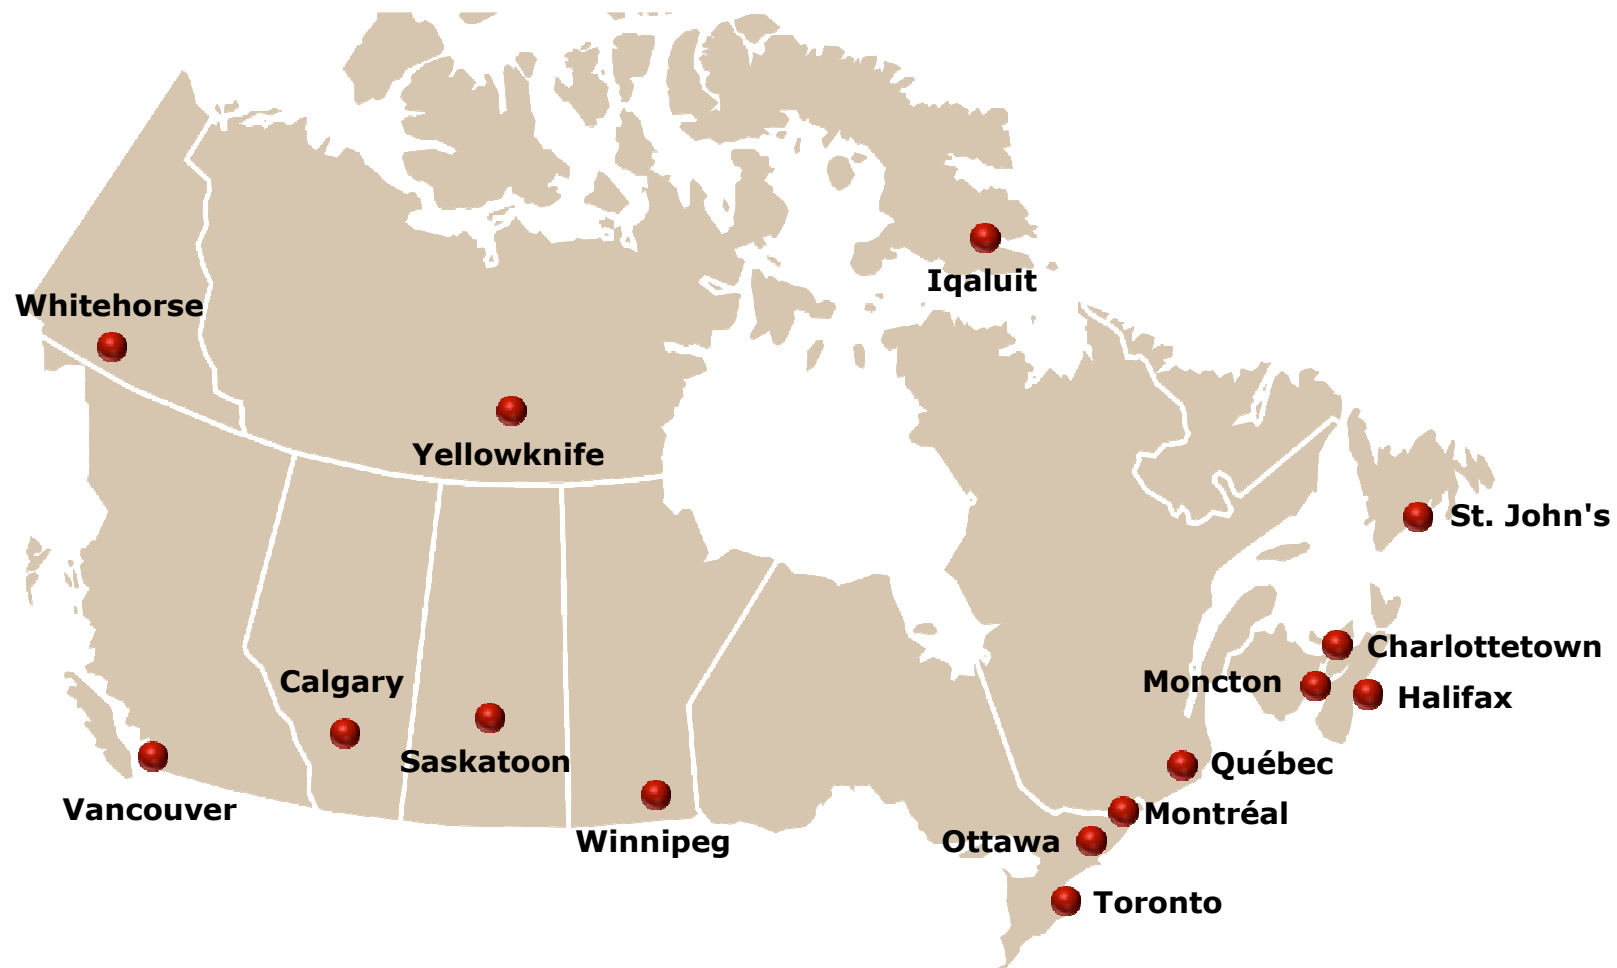 Iqaluit
Whitehorse
Yellowknife
St. John's
Charlottetown
Moncton
Calgary
Halifax
Saskatoon
Québec
Vancouver
Montréal
Winnipeg
Ottawa
Toronto